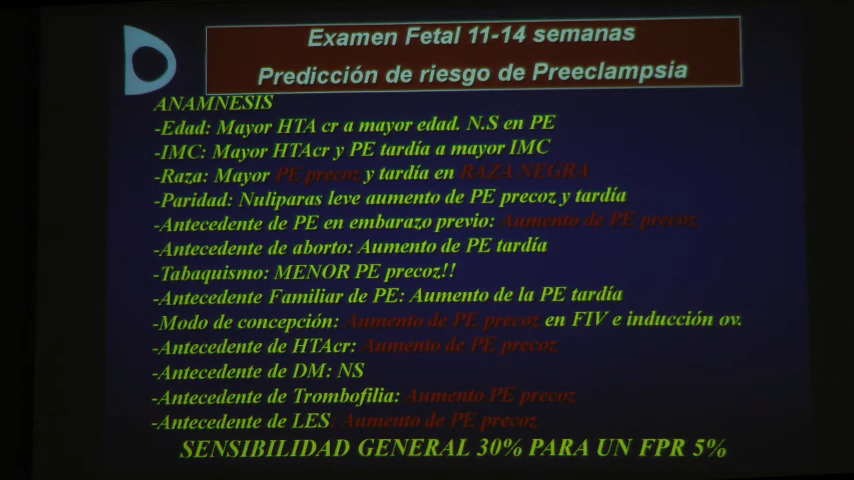 Examen Fetal 11-14 semanas
Predicción de riesgo de Preeclampsia
ANAMNESIS
-Edad: Mayor HTA cr a mayor edad. N.S en PE
-IMC: Mayor HTAcr y PE tardía a mayor IMC
-Raza: Mayor PE precoz y tardía en RAZA NEGRA
-Paridad: Nuliparas leve aumento de PE precoz y tardía
-Antecedente de PE en embarazo previo: Aumento de PE precoz
-Antecedente de aborto: Aumento de PE tardía
-Tabaquismo: MENOR PE precoz!!
-Antecedente Familiar de PE: Aumento de la PE tardía
-Modo de concepción: Aumento de PE precoz en FIV e inducción ov.
-Antecedente de HTAcr: Aumento de PE precoz
-Antecedente de DM: NS
-Antecedente de Trombofilia: Aumento PE precoz
-Antecedente de LES: Aumento de PE precoz
SENSIBILIDAD GENERAL 30% PARA UN FPR 5%